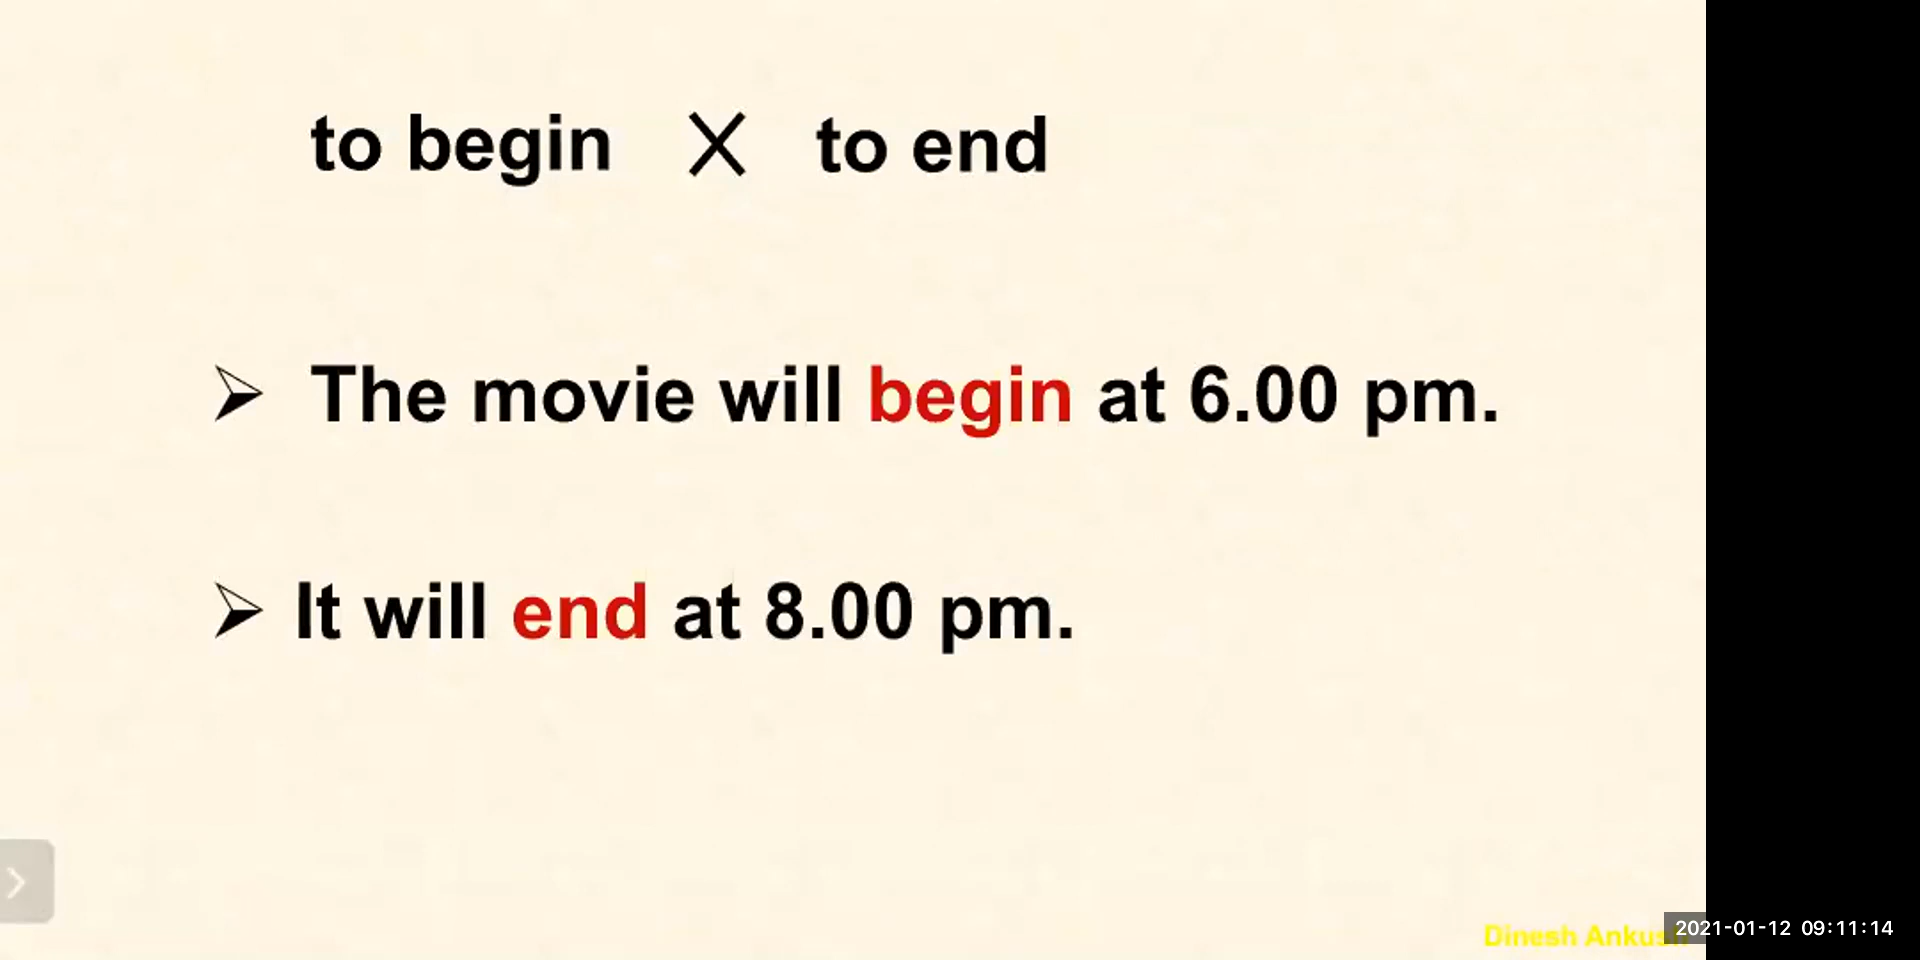 to begin X to end
➢ The movie will begin at 6.00 pm.
➢ It will end at 8.00 pm.
Dinesh
2021-01-12 09:11:14